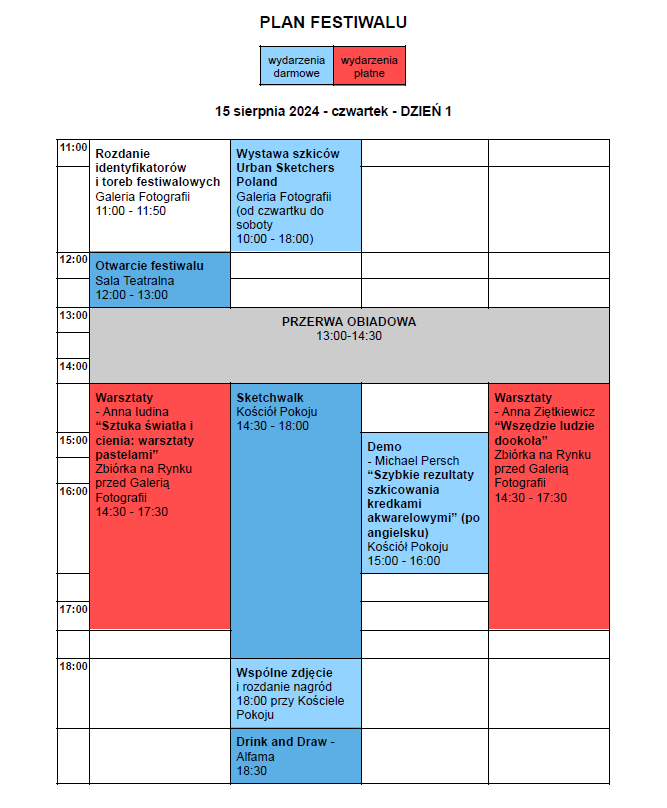 PLAN FESTIWALU
wydarzenia
darmowe
wydarzenia
płatne
15 sierpnia 2024 - czwartek - DZIEŃ 1
11:00
Rozdanie
identyfikatorów
i toreb festiwalowych
Galeria Fotografii
11:00 - 11:50
Wystawa szkiców
Urban Sketchers
Poland
Galeria Fotografii
(od czwartku do
soboty
10:00 - 18:00)
12:00
Otwarcie festiwalu
Sala Teatralna
12:00 - 13:00
13:00
PRZERWA OBIADOWA
13:00-14:30
14:00
Warsztaty
- Anna Iudina
“Sztuka światła i
cienia: warsztaty
pastelami”
Zbiórka na Rynku
przed Galerią
Fotografii
14:30 - 17:30
Sketchwalk
Kościół Pokoju
14:30 - 18:00
Warsztaty
- Anna Ziętkiewicz
“Wszędzie ludzie
dookoła”
Zbiórka na Rynku
przed Galerią
Fotografii
14:30 - 17:30
15:00
Demo
- Michael Persch
“Szybkie rezultaty
szkicowania
kredkami
akwarelowymi” (po
angielsku)
Kościół Pokoju
15:00 - 16:00
16:00
17:00
18:00
Wspólne zdjęcie
i rozdanie nagród
18:00 przy Kościele
Pokoju
Drink and Draw -
Alfama
18:30